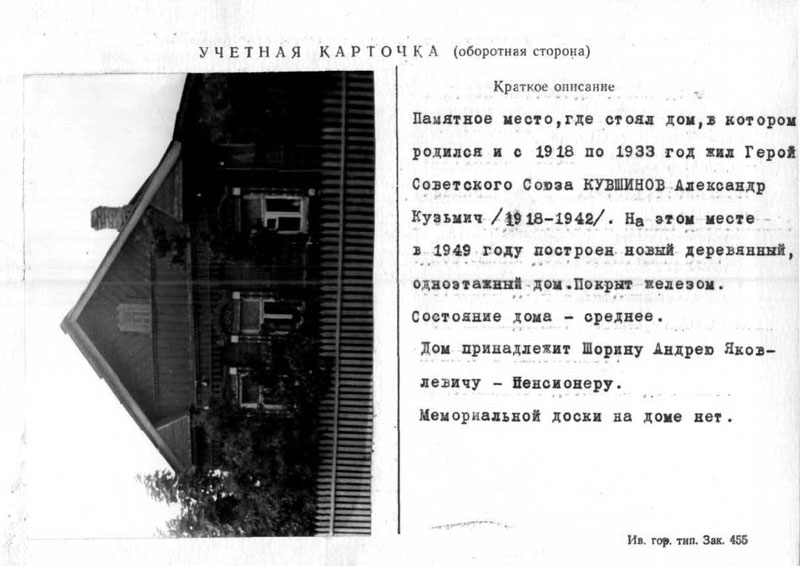 УЧЕТНАЯ КАРТОЧКА (оборотная сторона)
Краткое описание
Памятное место,где стоял дом,в котором
родился и с 1918 по 1933 год жил Герой
Советского Союза КУВШИНОВ Александр
Кузьмич /1918-1942/. На этом месте
в 1949 году построен новый деревянный,
одноэтажный дом.Покрыт железом.
Состояние дома - среднее.
Дом принадлежит Шорину Андрею Яков-
левичу - Пенсионеру.
Мемориальной доски на доме нет.
Ив. гор. тип. Зак. 455